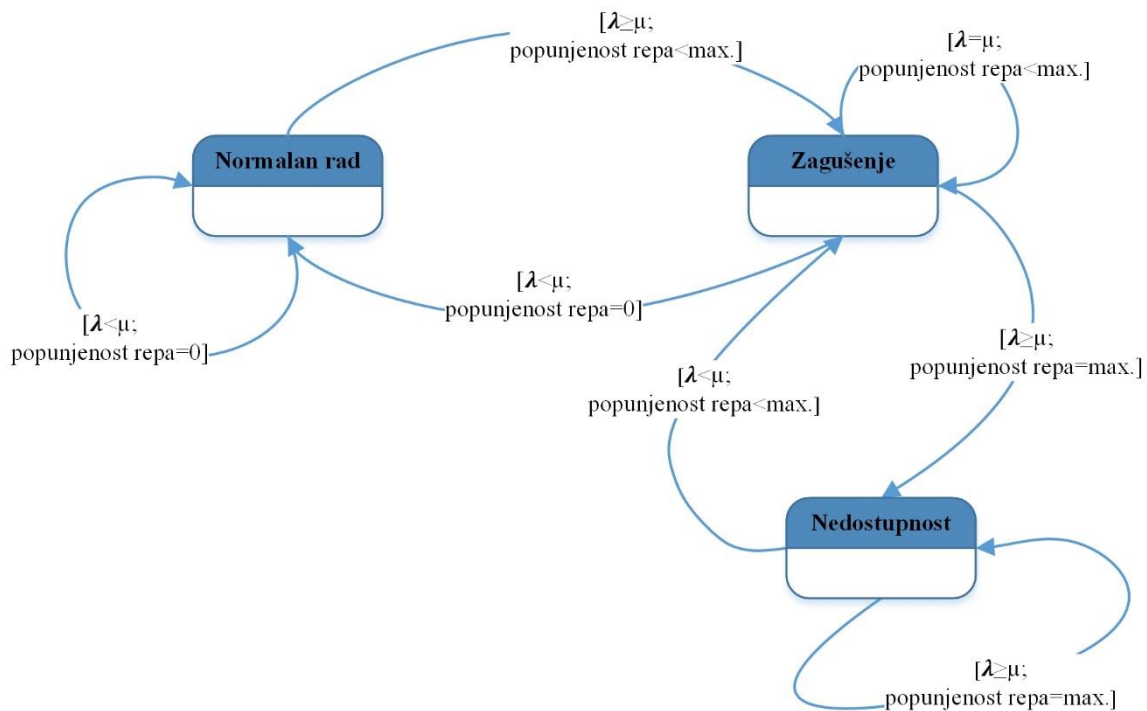 [λ≥μ;
popunjenost repa<max.]
[λ=μ;
popunjenost repa<max.]
Normalan rad
Zagušenje
[λ<μ;
popunjenost repa=0]
[λ<μ;
popunjenost repa=0]
[λ≥μ;
popunjenost repa=max.]
[λ<μ;
popunjenost repa<max.]
Nedostupnost
[λ≥μ;
popunjenost repa=max.]